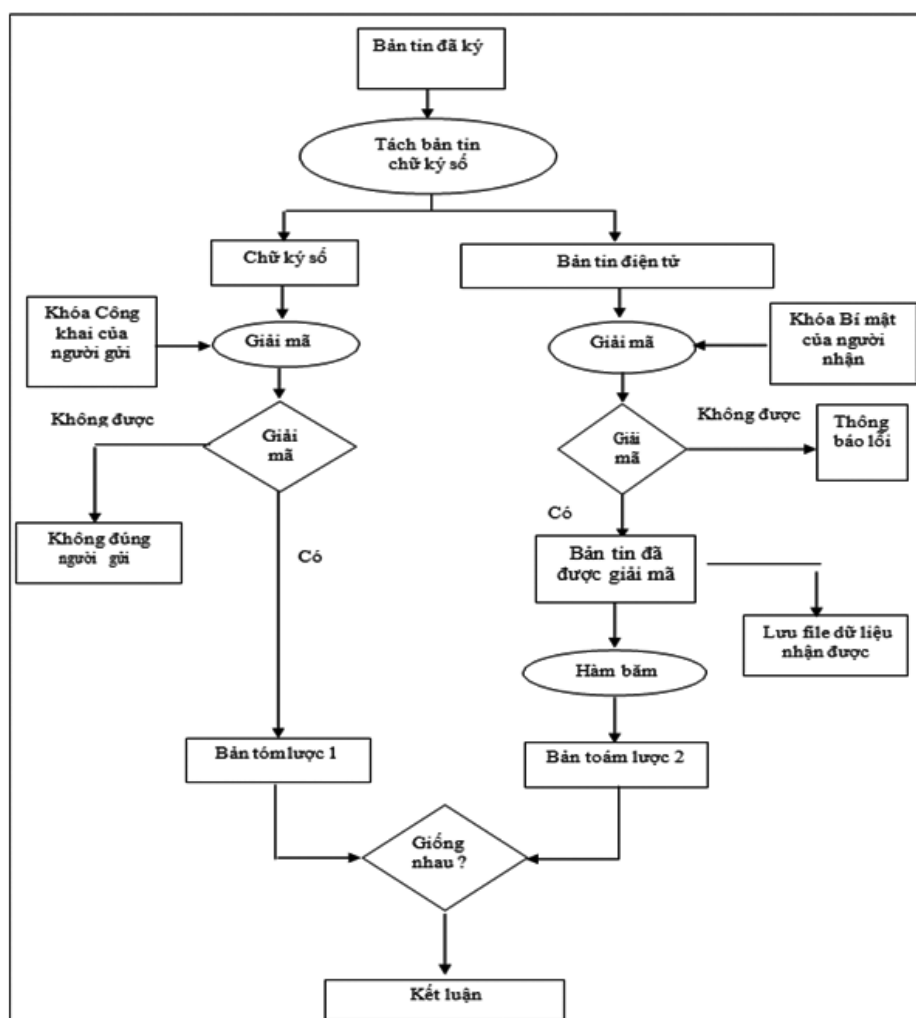 Bản tin đã ký
Tách bản tin
chữ ký số
Chữ ký số
Bản tin điện tử
Khóa Công
khai của
người gửi
Giải mã
Giải mã
Khóa Bí mật
của người
nhận
Không được
Giải
mã
Không được
Giải
mã
Thông
báo lỗi
Không đúng
người gửi
Có
Có
Bản tin đã
được giải mã
Lưu file dữ liệu
nhận được
Hàm băm
Bản tóm lược 1
Bản toám lược 2
Giống
nhau ?
Kết luận